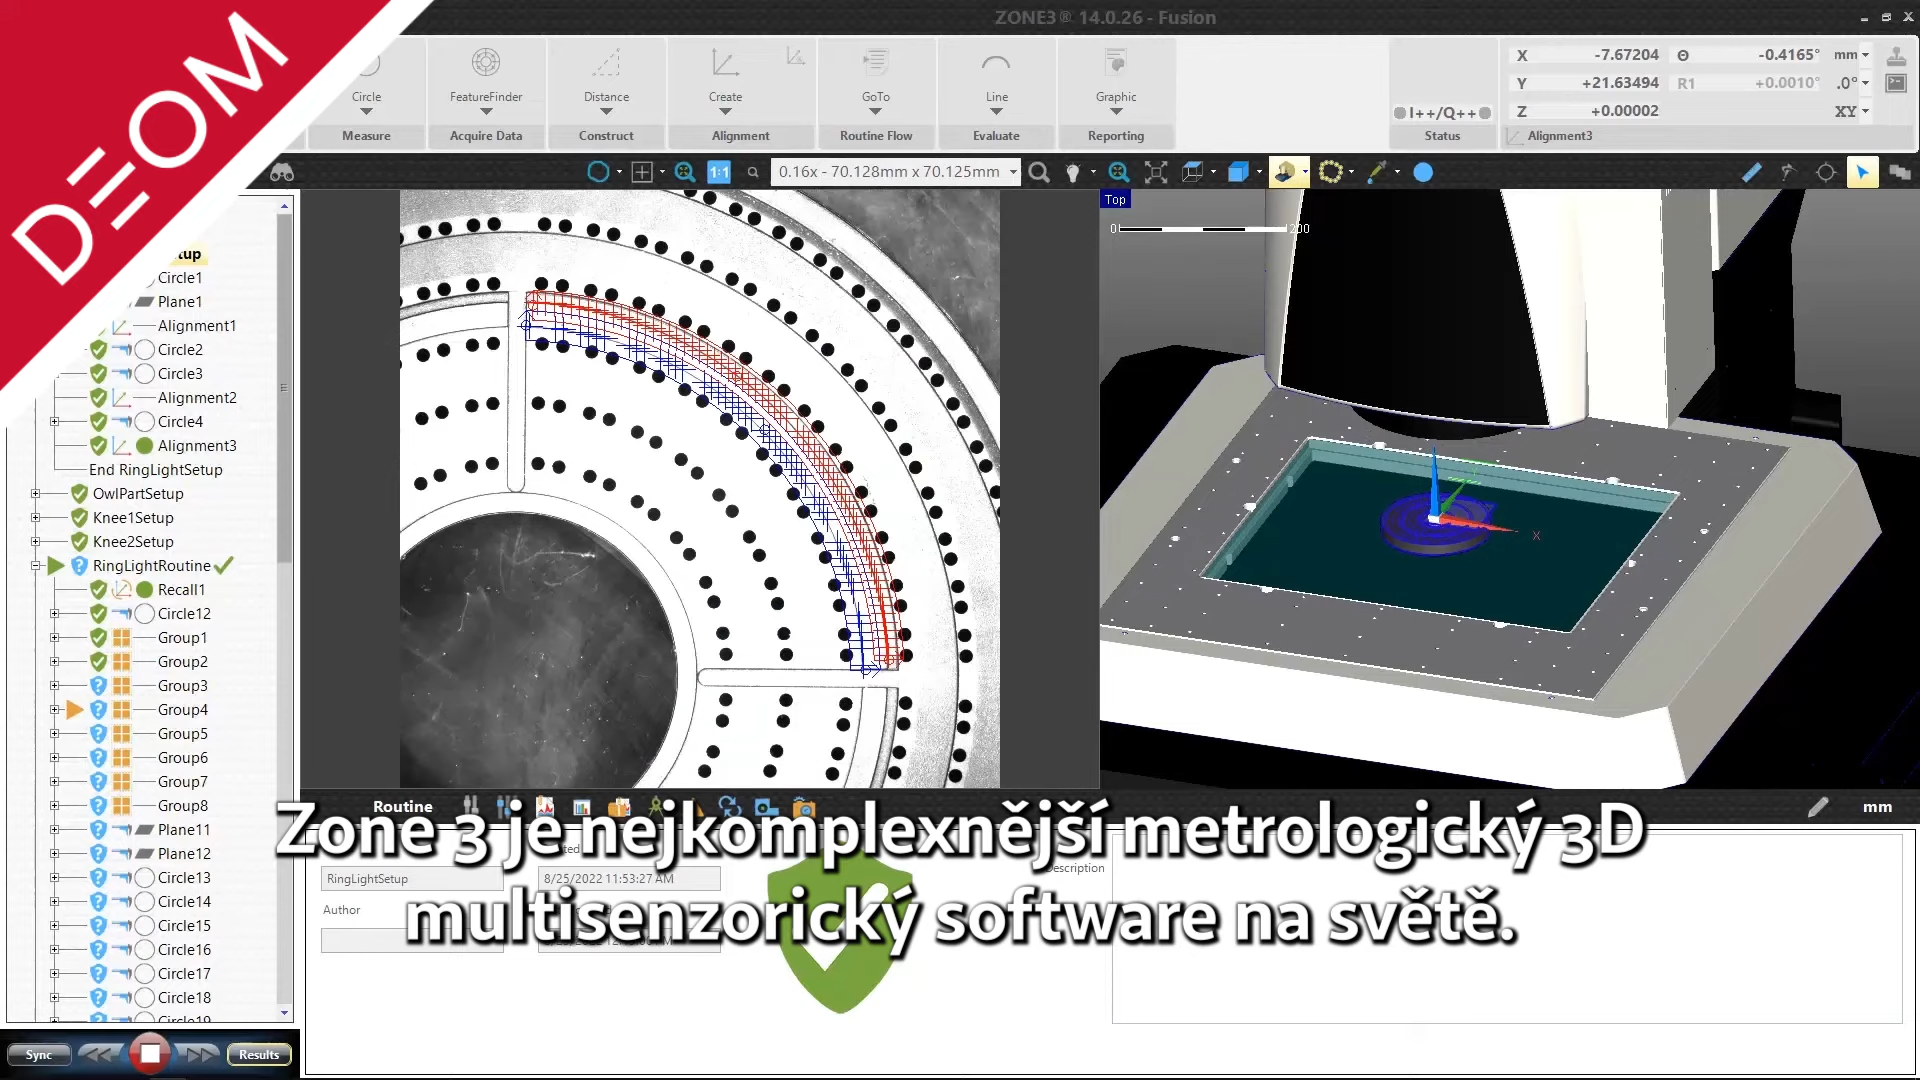 DEOM
ZONE3® 14.0.26 - Fusion
Circle
FeatureFinder
Distance
Create
GoTo
Line
Graphic
Measure
Acquire Data
Construct
Alignment
Routine Flow
Evaluate
Reporting
I++/Q++
Status
X -7.67204 Θ -0.4165° mm
Y +21.63494 R1 +0.0010° .0°
Z +0.00002 XY
Alignment3
1:1
0.16x - 70.128mm x 70.125mm
Top
0 200
X
Circle1
Plane1
Alignment1
Circle2
Circle3
Alignment2
Circle4
Alignment3
End RingLightSetup
OwlPartSetup
Knee1Setup
Knee2Setup
RingLightRoutine
Recall1
Circle12
Group1
Group2
Group3
Group4
Group5
Group6
Group7
Group8
Plane11
Plane12
Circle13
Circle14
Circle15
Circle16
Circle17
Circle18
Circle19
Sync
Results
Routine
mm
Zone 3 je nejkomplexnější metrologický 3D
multisenzorický software na světě.
RingLightSetup
8/25/2022 11:53:27 AM
Description
Author